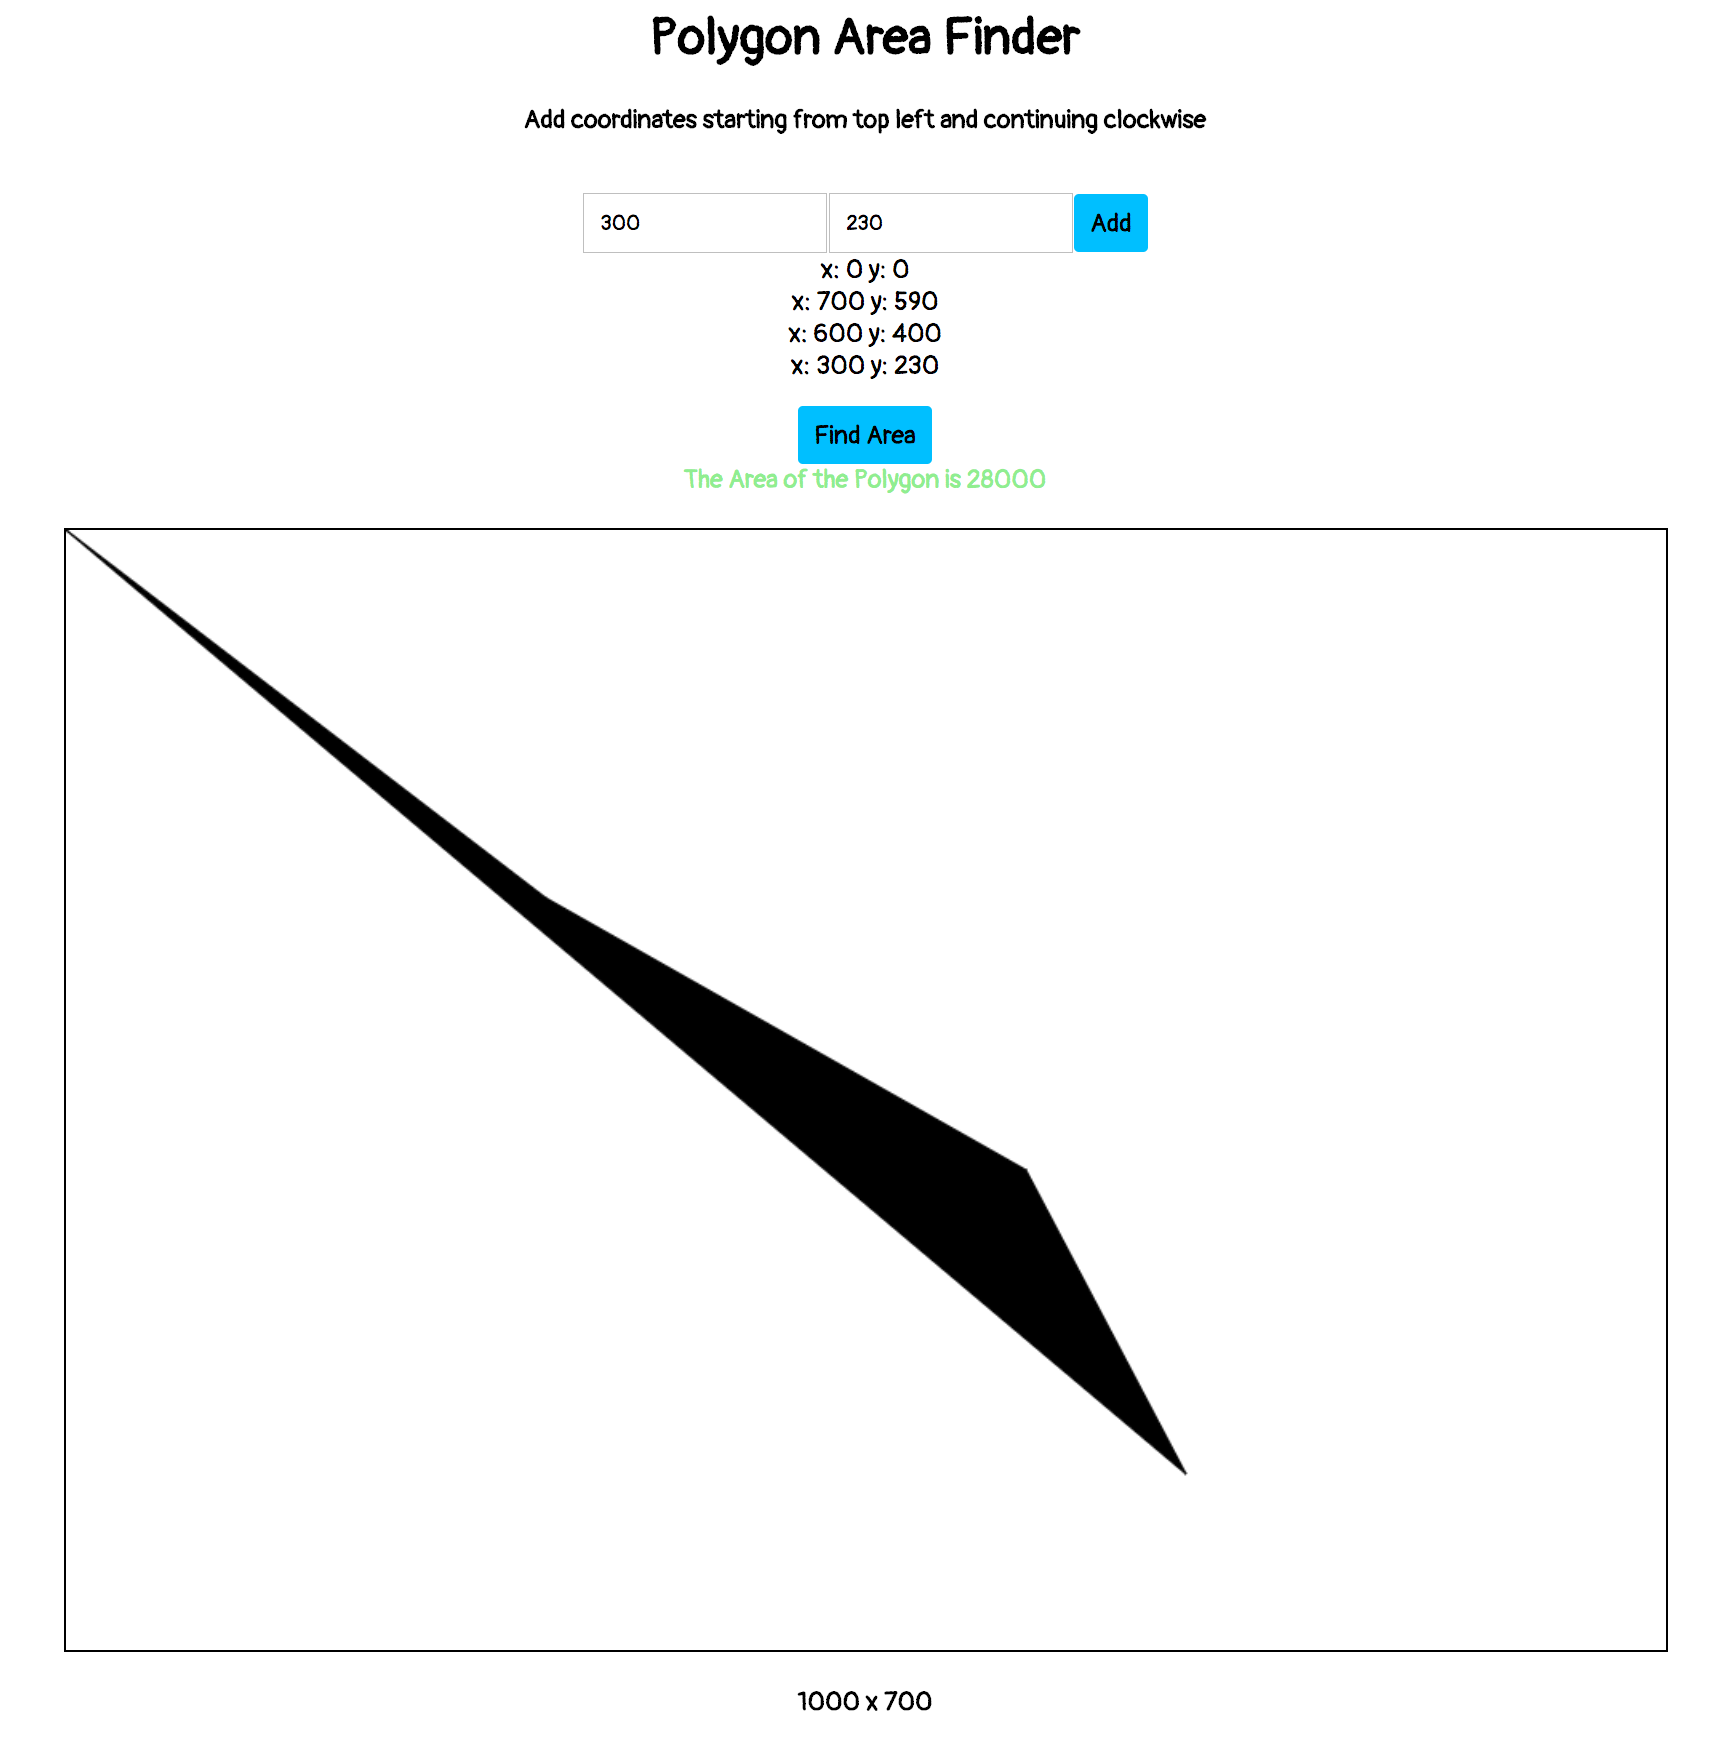 Polygon Area Finder
Add coordinates starting from top left and continuing clockwise
300 230 Add
x: 0 y: 0
x: 700 y: 590
x: 600 y: 400
x: 300 y: 230
Find Area
The Area of the Polygon is 28000
1000 x 700